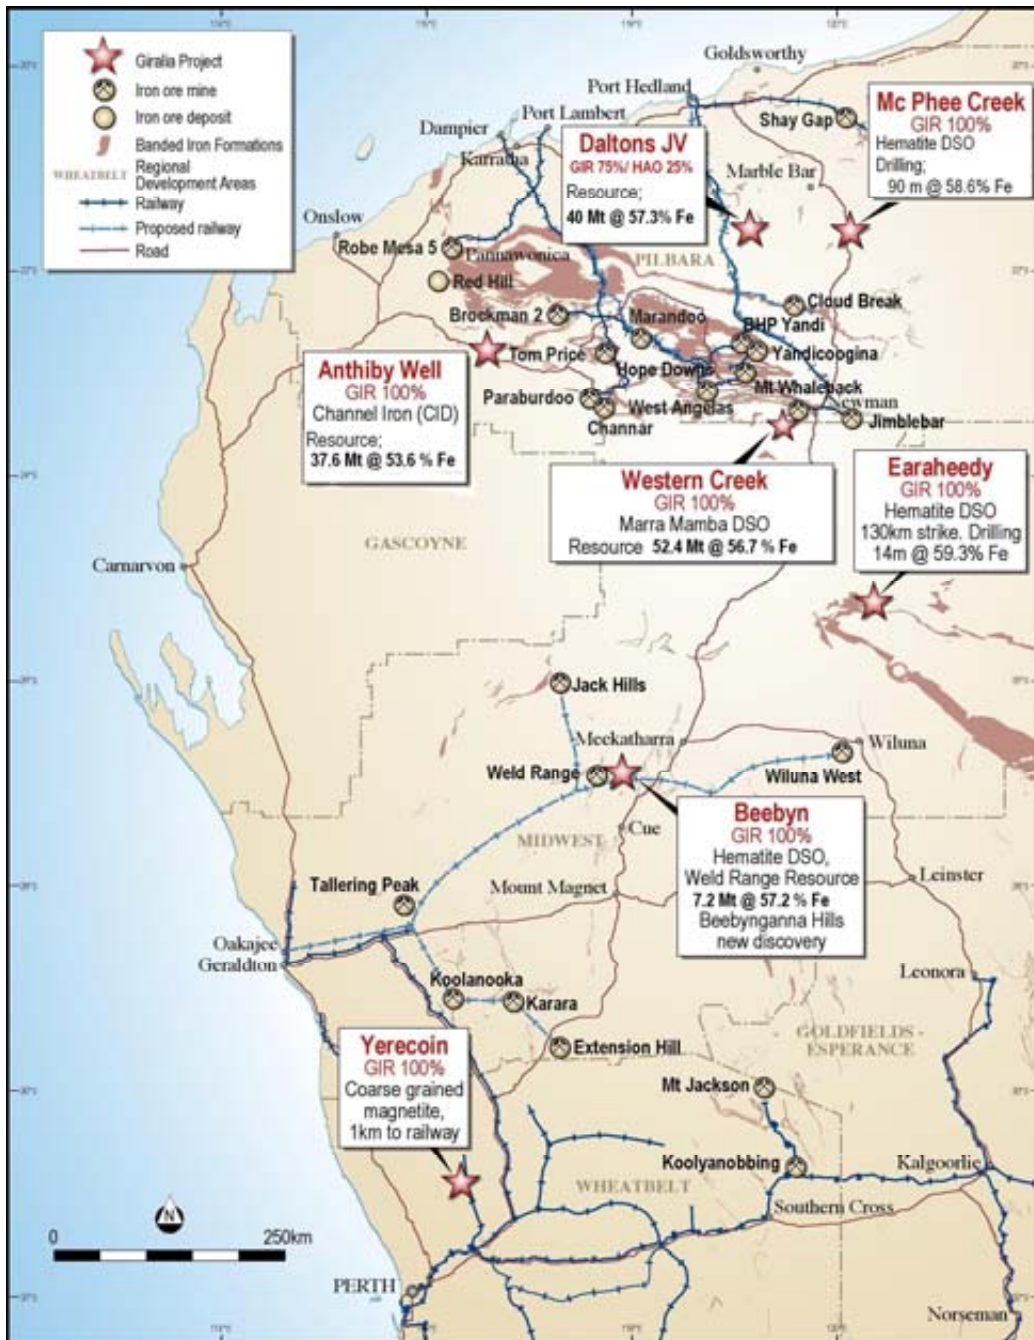 Giralia Project
Iron ore mine
Iron ore deposit
Banded Iron Formations
WHEATBELT Regional
Development Areas
Railway
Proposed railway
Road
Goldsworthy
Port Hedland
Port Lambert
Dampier
Karratha
Shay Gap
Mc Phee Creek
GIR 100%
Hematite DSO
Drilling;
90 m @ 58.6% Fe
Daltons JV
GIR 75%/ HAO 25%
Resource;
40 Mt @ 57.3% Fe
Marble Bar
Onslow
Robe Mesa 5
Pannawonica
PILBARA
Red Hill
Cloud Break
Brockman 2
Marandoo
BHP Yandi
Tom Price
Yandicoogina
Hope Downs
Mt Whaleback
Paraburdoo
West Angelas
Newman
Channar
Jimblebar
Anthiby Well
GIR 100%
Channel Iron (CID)
Resource;
37.6 Mt @ 53.6 % Fe
Western Creek
GIR 100%
Marra Mamba DSO
Resource 52.4 Mt @ 56.7 % Fe
Earaheedy
GIR 100%
Hematite DSO
130km strike. Drilling
14m @ 59.3% Fe
GASCOYNE
Carnarvon
Jack Hills
Meekatharra
Wiluna
Weld Range
Wiluna West
Beebyn
GIR 100%
Hematite DSO,
Weld Range Resource
7.2 Mt @ 57.2 % Fe
Beebynganna Hills
new discovery
MIDWEST
Cue
Tallering Peak
Mount Magnet
Leinster
Oakajee
Geraldton
Leonora
Koolanooka
Karara
GOLDFIELDS -
ESPERANCE
Extension Hill
Yerecoin
GIR 100%
Coarse grained
magnetite,
1km to railway
Mt Jackson
Koolyanobbing
Kalgoorlie
WHEATBELT
Southern Cross
N
0 250km
PERTH
Norseman